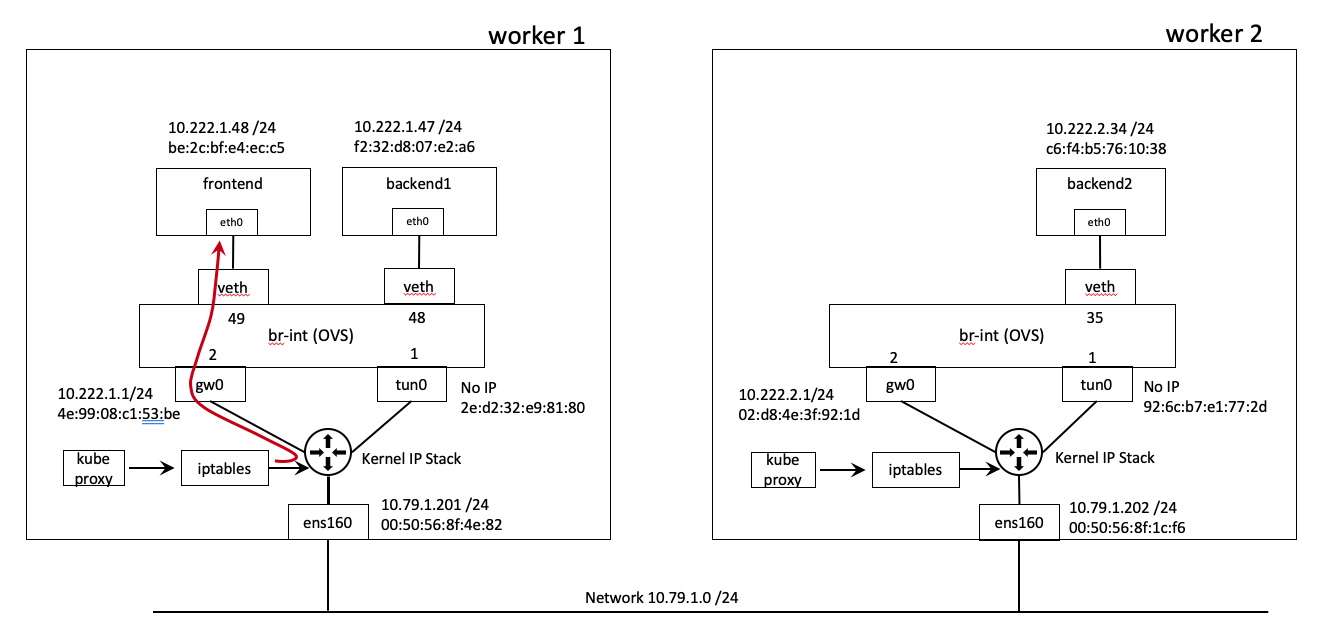 worker 1
10.222.1.48 /24
be:2c:bf:e4:ec:c5
10.222.1.47 /24
f2:32:d8:07:e2:a6
frontend
eth0
backend1
eth0
veth
veth
49
48
br-int (OVS)
2
1
gw0
tun0
10.222.1.1/24
4e:99:08:c1:53:be
No IP
2e:d2:32:e9:81:80
kube
proxy
iptables
Kernel IP Stack
ens160
10.79.1.201 /24
00:50:56:8f:4e:82
worker 2
10.222.2.34 /24
c6:f4:b5:76:10:38
backend2
eth0
veth
35
br-int (OVS)
2
1
gw0
tun0
10.222.2.1/24
02:d8:4e:3f:92:1d
No IP
92:6c:b7:e1:77:2d
kube
proxy
iptables
Kernel IP Stack
ens160
10.79.1.202 /24
00:50:56:8f:1c:f6
Network 10.79.1.0 /24